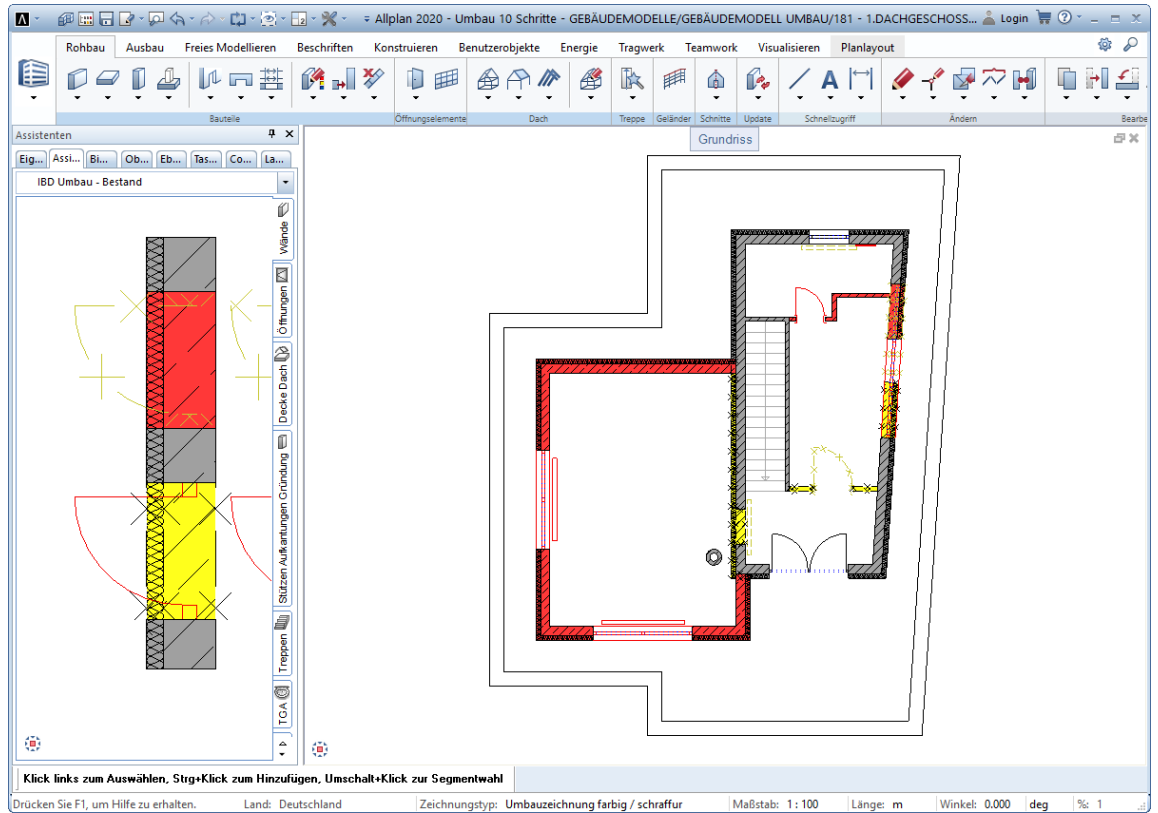 Allplan 2020 - Umbau 10 Schritte - GEBÄUDEMODELLE/GEBÄUDEMODELL UMBAU/181 - 1.DACHGESCHOSS... Login
Rohbau Ausbau Freies Modellieren Beschriften Konstruieren Benutzerobjekte Energie Tragwerk Teamwork Visualisieren Planlayout
A
Bauteile Öffnungselemente Dach Treppe Geländer Schnitte Update Schnellzugriff Ändern Bearbe
Assistenten
Eig... Assi... Bi... Ob... Eb... Tas... Co... La...
IBD Umbau - Bestand
Grundriss
Wände
Öffnungen
Decke Dach
Stützen Aufkantungen Gründung
Treppen
TGA
Klick links zum Auswählen, Strg+Klick zum Hinzufügen, Umschalt+Klick zur Segmentwahl
Drücken Sie F1, um Hilfe zu erhalten. Land: Deutschland Zeichnungstyp: Umbauzeichnung farbig / schraffur Maßstab: 1 : 100 Länge: m Winkel: 0.000 deg %: 1